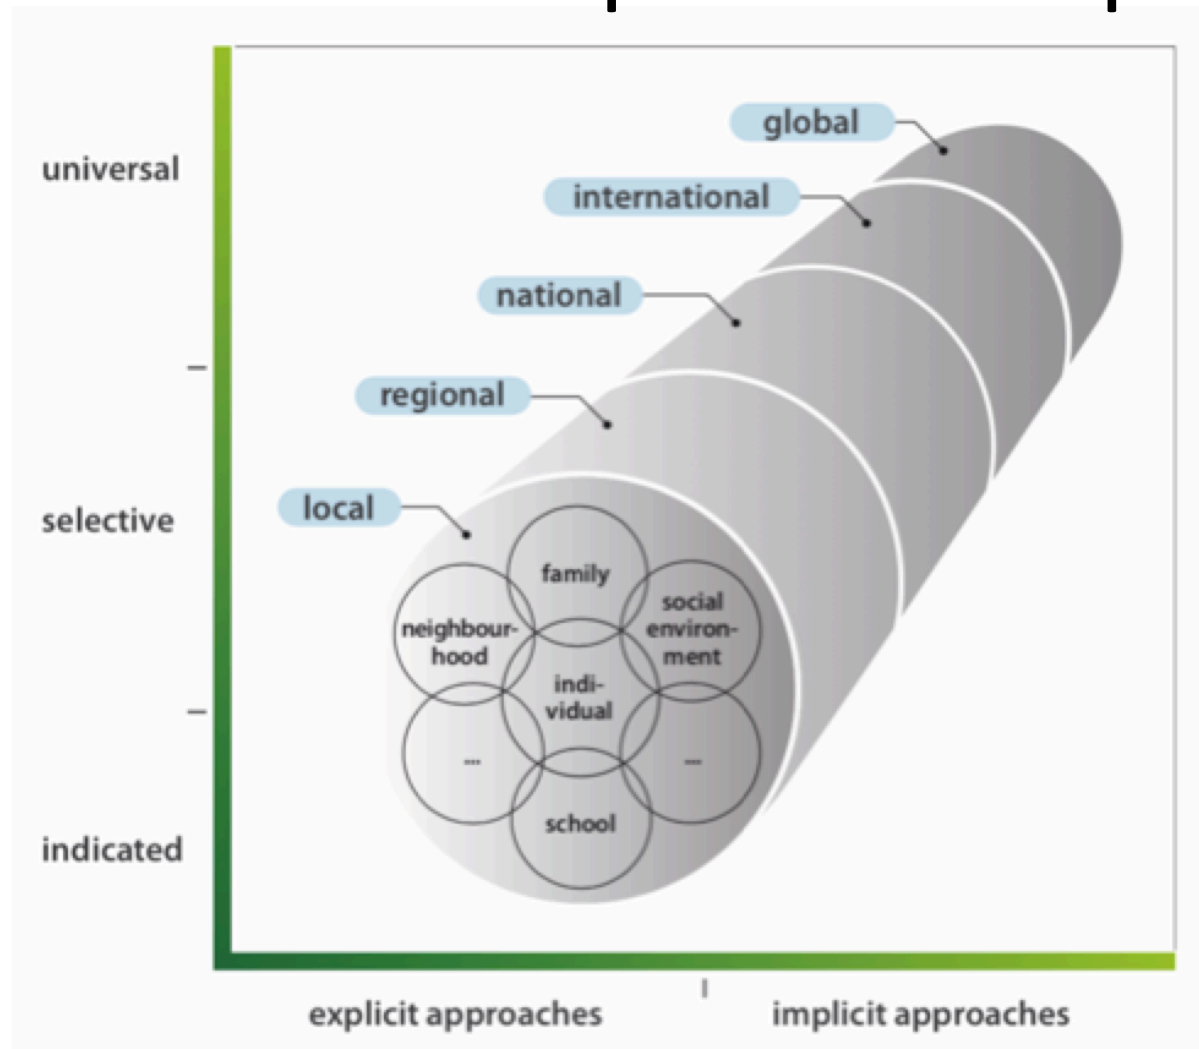 global
universal
international
national
regional
selective
local
family
social
environ-
ment
neighbour-
hood
indi-
vidual
...
...
school
indicated
explicit approaches
implicit approaches